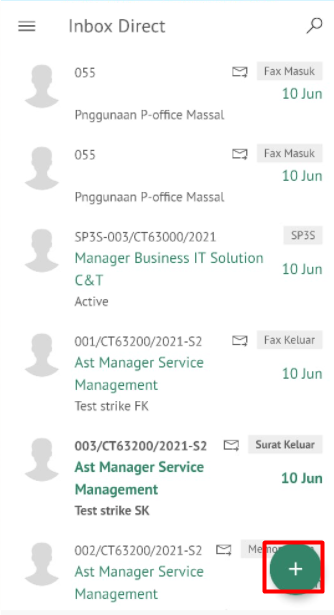 Inbox Direct
055 Fax Masuk
10 Jun
Pnggunaan P-office Massal
055 Fax Masuk
10 Jun
Pnggunaan P-office Massal
SP3S-003/CT63000/2021 SP3S
Manager Business IT Solution
C&T
10 Jun
Active
001/CT63200/2021-S2 Fax Keluar
Ast Manager Service
Management
10 Jun
Test strike FK
003/CT63200/2021-S2 Surat Keluar
Ast Manager Service
Management
10 Jun
Test strike SK
002/CT63200/2021-S2
Ast Manager Service
Management
+